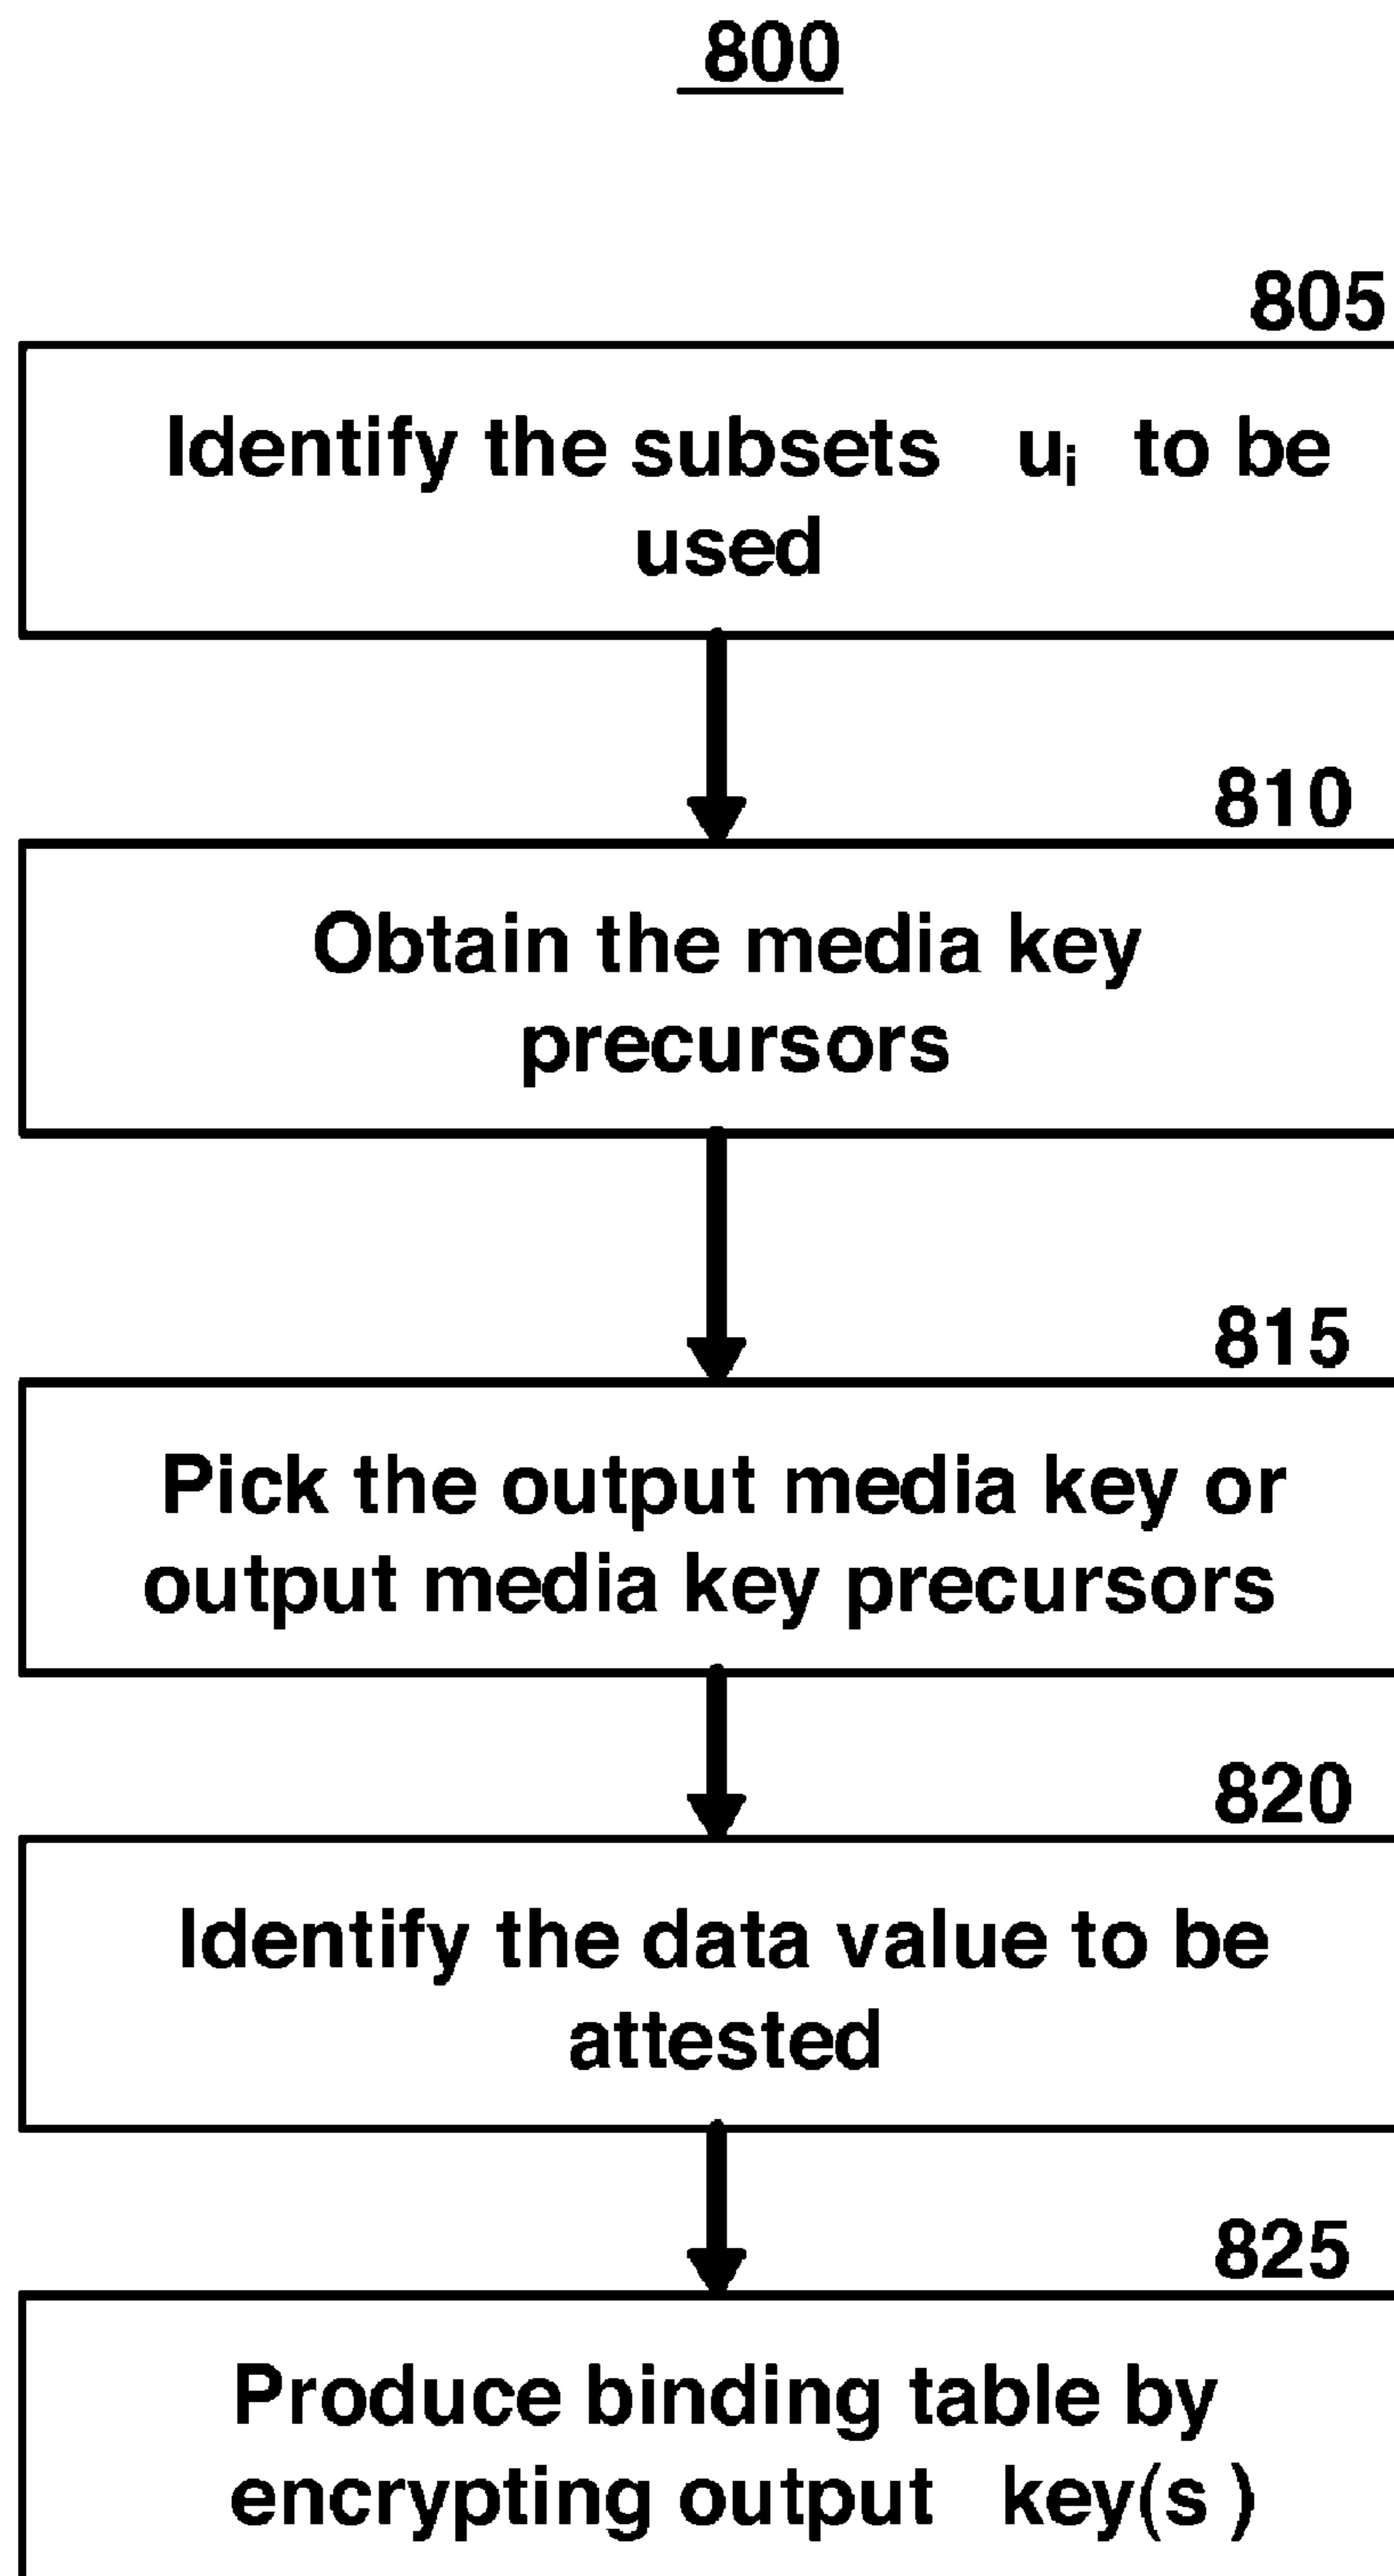 800
805
Identify the subsets u_i to be
used
810
Obtain the media key
precursors
815
Pick the output media key or
output media key precursors
820
Identify the data value to be
attested
825
Produce binding table by
encrypting output key(s )